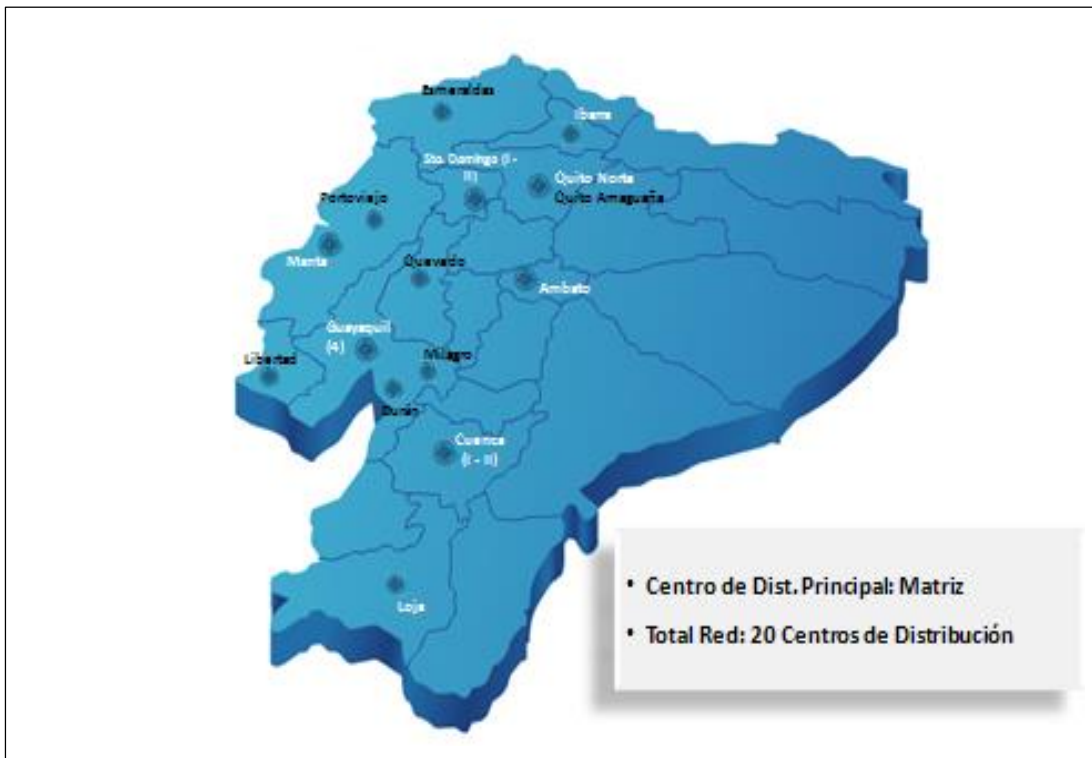 Esmeraldas
Ibarra
Sto. Domingo (I -
II)
Quito Norte
Quito Amaguaña
Portoviejo
Manta
Quevedo
Ambato
Guayaquil
(4)
Milagro
Libertad
Durán
Cuenca
(I - II)
Loja
• Centro de Dist. Principal: Matriz
• Total Red: 20 Centros de Distribución